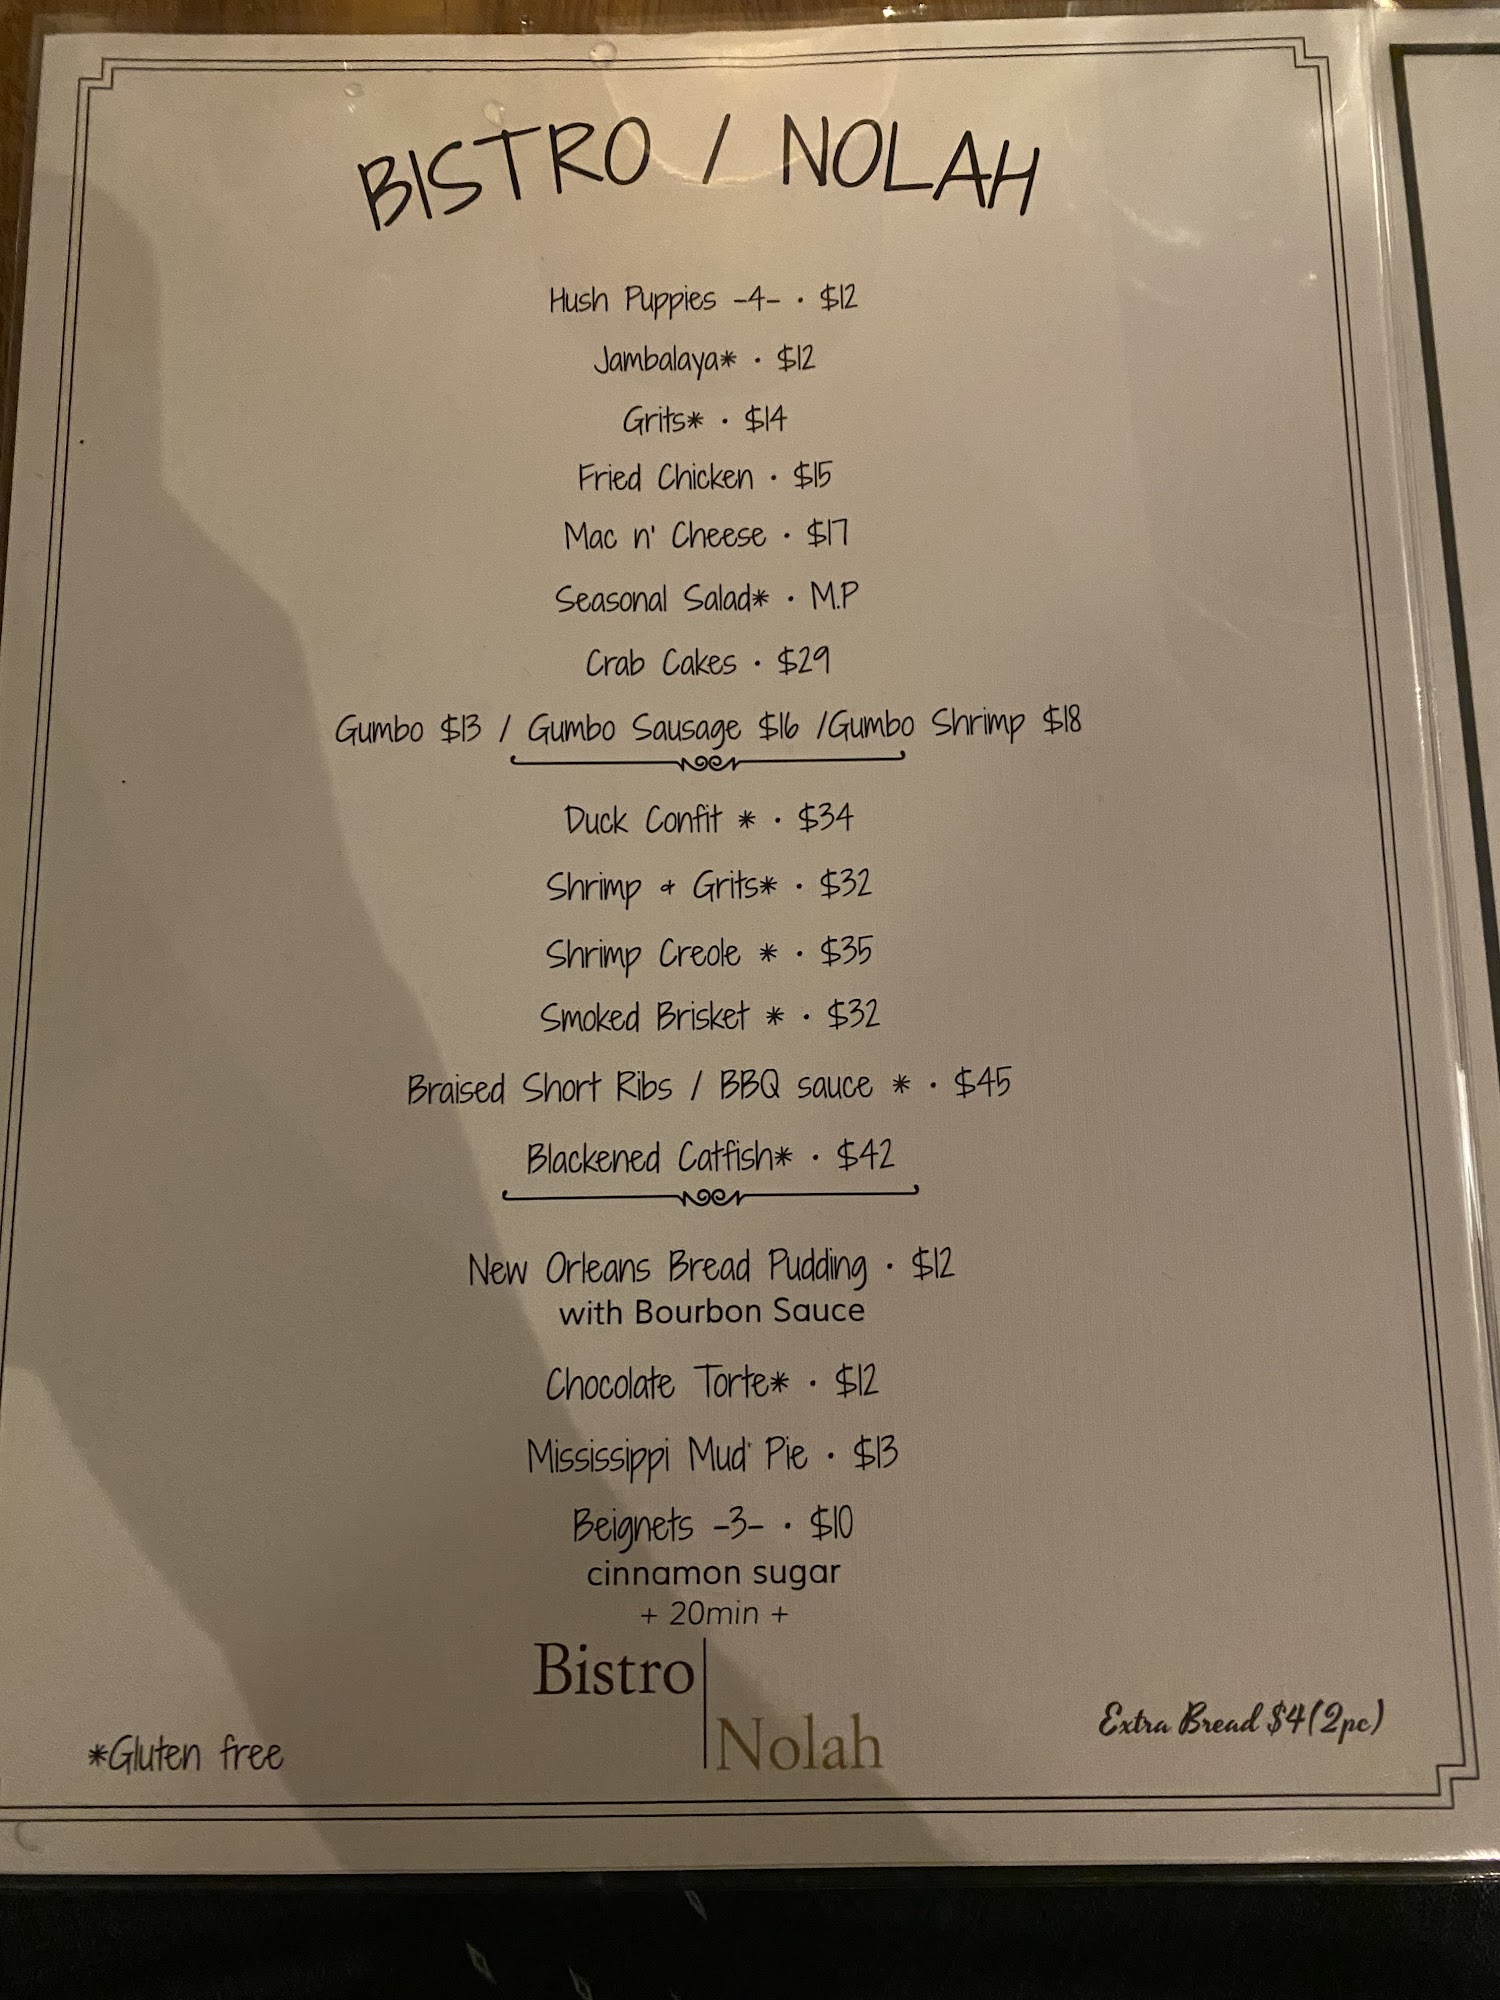 BISTRO / NOLAH
Hush Puppies -4- · $12
Jambalaya* · $12
Grits* · $14
Fried Chicken · $15
Mac n' Cheese · $17
Seasonal Salad* · M.P
Crab Cakes · $29
Gumbo $13 / Gumbo Sausage $16 /Gumbo Shrimp $18
Duck Confit * · $34
Shrimp & Grits* · $32
Shrimp Creole * · $35
Smoked Brisket * · $32
Braised Short Ribs / BBQ sauce * · $45
Blackened Catfish* · $42
New Orleans Bread Pudding · $12
with Bourbon Sauce
Chocolate Torte* · $12
Mississippi Mud' Pie · $13
Beignets -3- · $10
cinnamon sugar
+ 20min +
Bistro
Nolah
*Gluten free
Extra Bread $4(2pc)